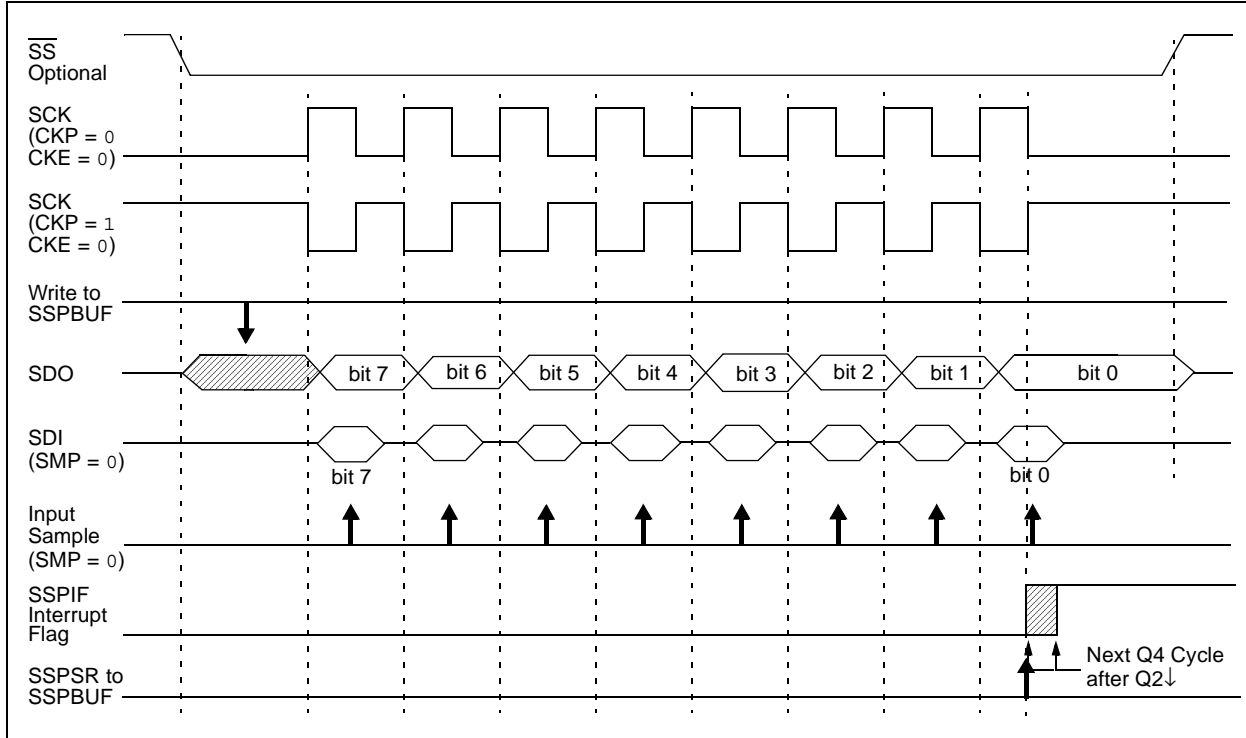 SS
Optional
SCK
(CKP = 0
CKE = 0)
SCK
(CKP = 1
CKE = 0)
Write to
SSPBUF
SDO
bit 7 bit 6 bit 5 bit 4 bit 3 bit 2 bit 1 bit 0
SDI
(SMP = 0)
bit 7 bit 0
Input
Sample
(SMP = 0)
SSPIF
Interrupt
Flag
SSPSR to
SSPBUF
Next Q4 Cycle
after Q2↓